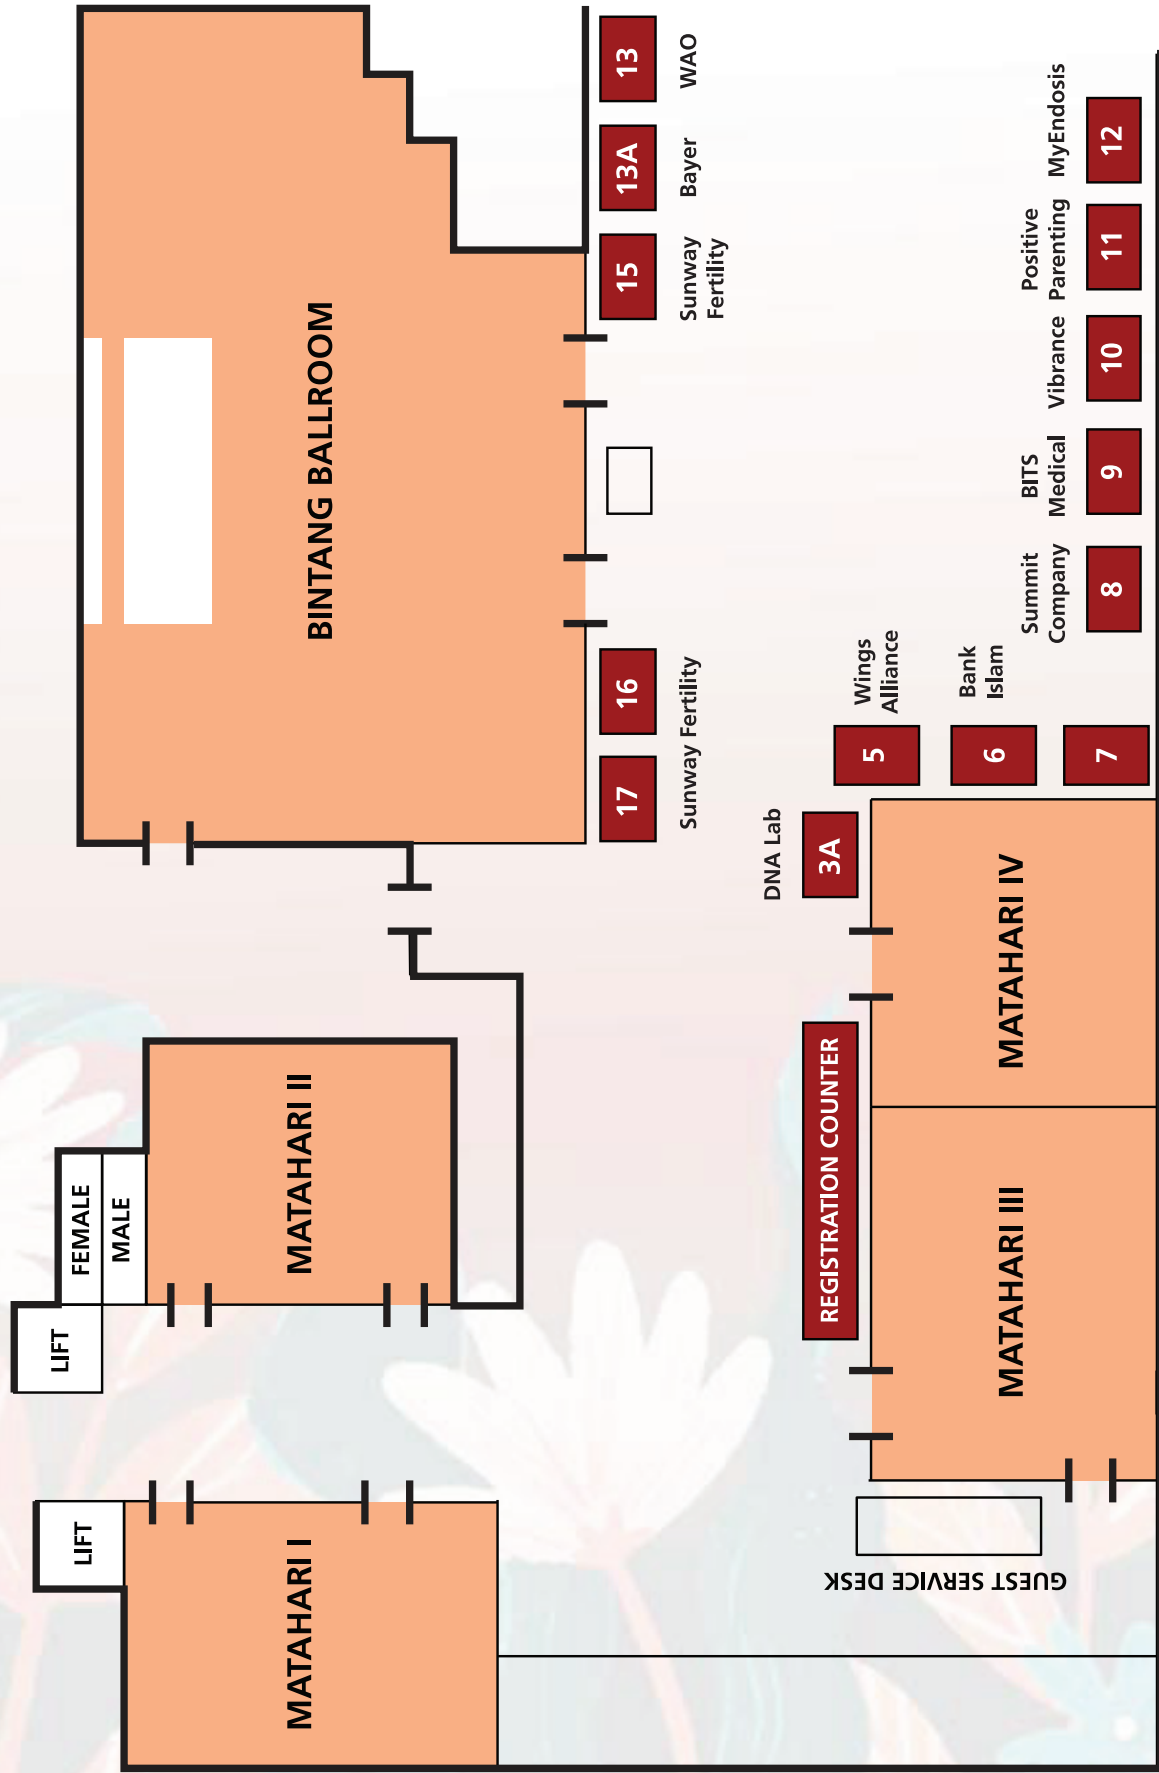 LIFT
LIFT
FEMALE
MALE
MATAHARI I
MATAHARI II
BINTANG BALLROOM
17
16
Sunway Fertility
15
Sunway
Fertility
13A
Bayer
13
WAO
GUEST SERVICE DESK
REGISTRATION COUNTER
MATAHARI III
MATAHARI IV
DNA Lab
3A
5
Wings
Alliance
6
Bank
Islam
7
Summit
Company
8
BITS
Medical
9
Vibrance
10
Positive
Parenting
11
MyEndosis
12